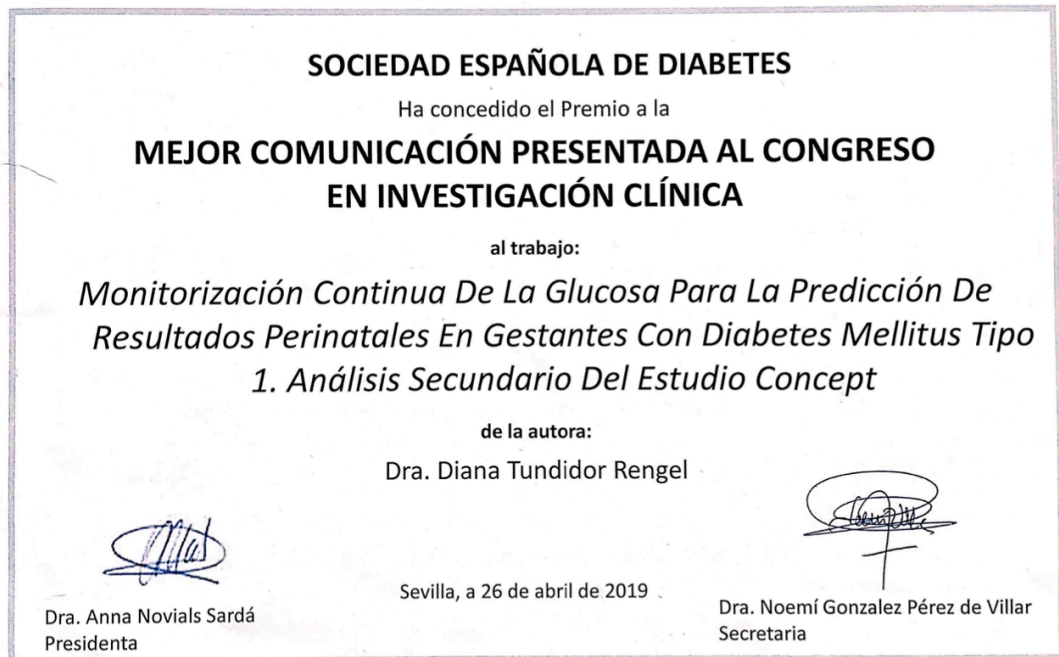 SOCIEDAD ESPAÑOLA DE DIABETES
Ha concedido el Premio a la
MEJOR COMUNICACIÓN PRESENTADA AL CONGRESO
EN INVESTIGACIÓN CLÍNICA
al trabajo:
Monitorización Continua De La Glucosa Para La Predicción De
Resultados Perinatales En Gestantes Con Diabetes Mellitus Tipo
1. Análisis Secundario Del Estudio Concept
de la autora:
Dra. Diana Tundidor Rengel
Sevilla, a 26 de abril de 2019
Dra. Anna Novials Sardá
Presidenta
Dra. Noemí Gonzalez Pérez de Villar
Secretaria